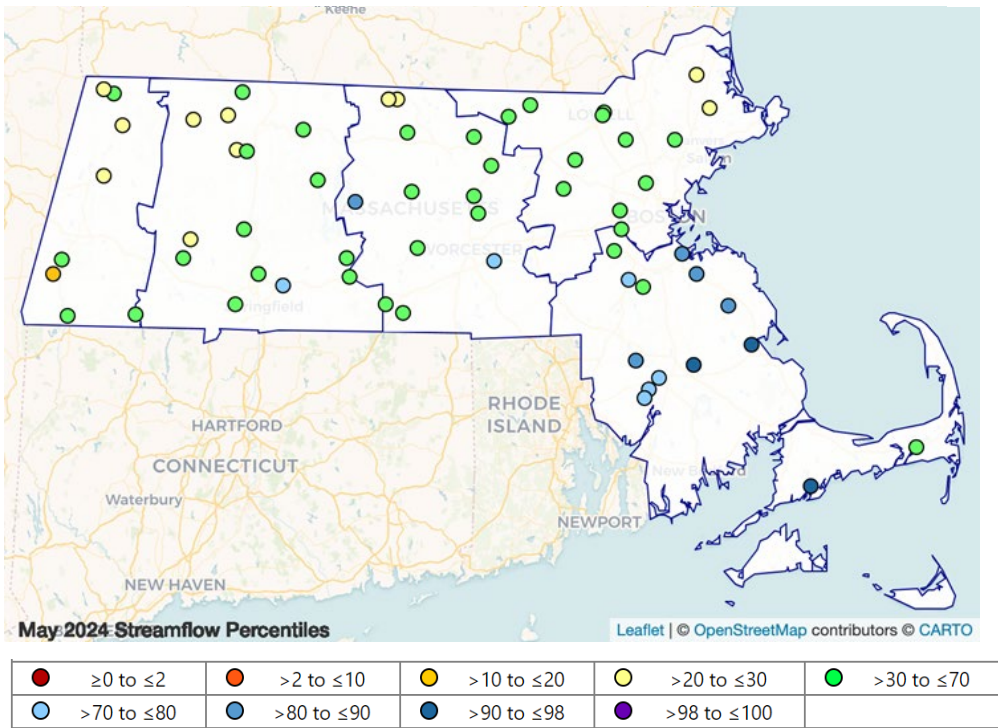 Keene
LOWELL
Salem
MASSACHUSETTS
BOSTON
WORCESTER
Springfield
RHODE
ISLAND
HARTFORD
CONNECTICUT
Waterbury
New Bedford
NEWPORT
NEW HAVEN
May 2024 Streamflow Percentiles
Leaflet | © OpenStreetMap contributors © CARTO
≥0 to ≤2 >2 to ≤10 >10 to ≤20 >20 to ≤30 >30 to ≤70
>70 to ≤80 >80 to ≤90 >90 to ≤98 >98 to ≤100